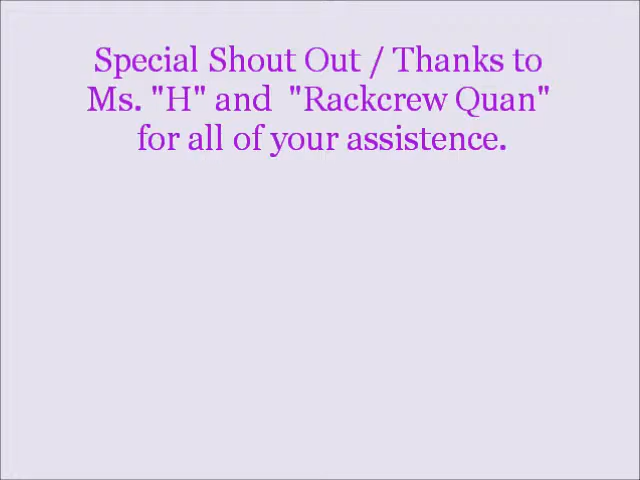 Special Shout Out / Thanks to
Ms. "H" and  "Rackcrew Quan"
for all of your assistence.